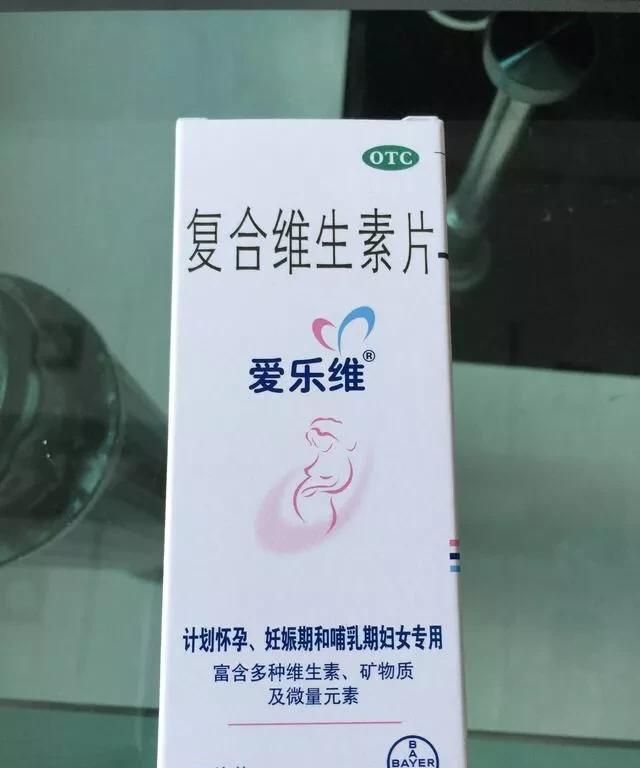 OTC
复合维生素片
爱乐维®
计划怀孕、妊娠期和哺乳期妇女专用
富含多种维生素、矿物质
及微量元素
BAYER